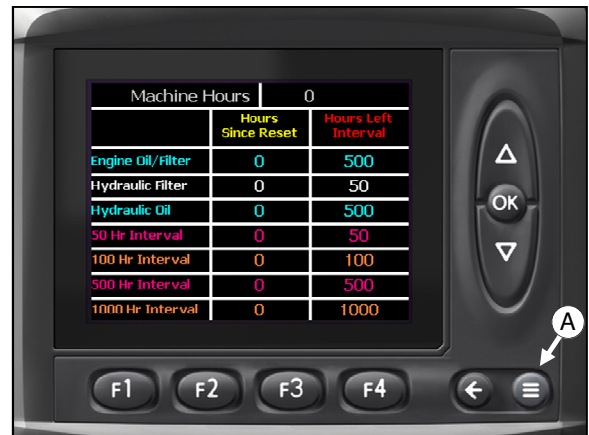 Machine Hours 0
Hours Since Reset
Hours Left Interval
Engine Oil/Filter 0 500
Hydraulic Filter 0 50
Hydraulic Oil 0 500
50 Hr Interval 0 50
100 Hr Interval 0 100
500 Hr Interval 0 500
1000 Hr Interval 0 1000
OK
A
F1 F2 F3 F4